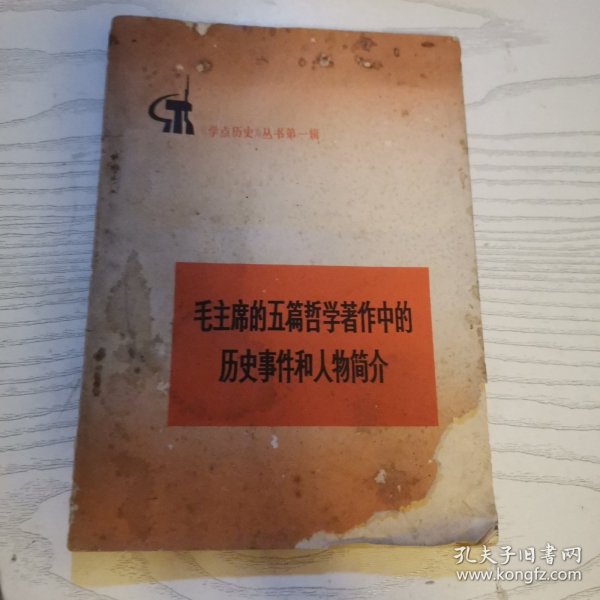 《学点历史》丛书第一辑
毛主席的五篇哲学著作中的
历史事件和人物简介
孔夫子旧书网
www.kongfz.com